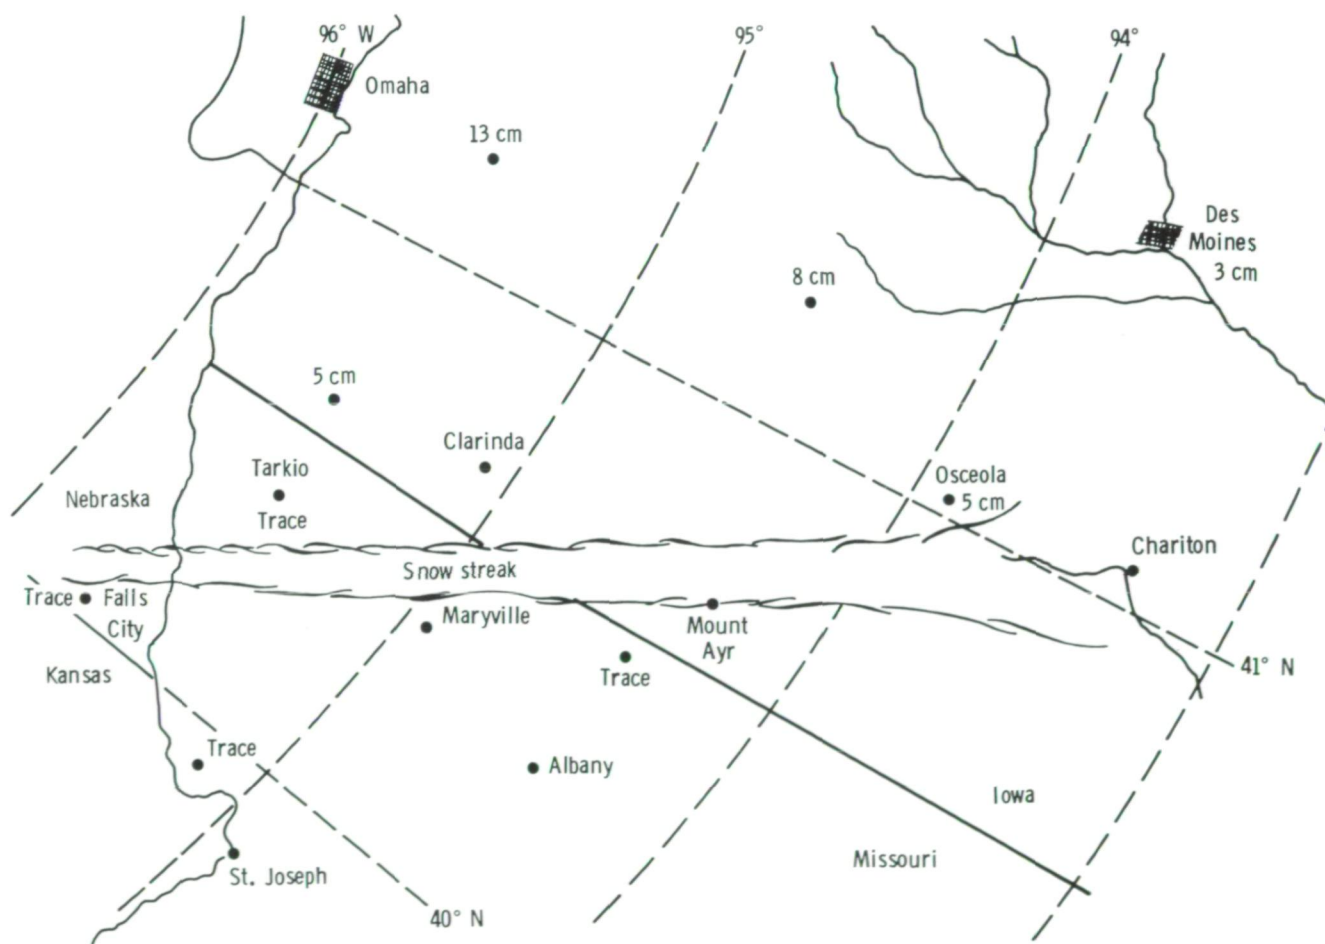 96° W
95°
94°
Omaha
13 cm
Des
Moines
3 cm
8 cm
5 cm
Clarinda
Tarkio
Trace
Nebraska
Osceola
5 cm
Chariton
Snow streak
Trace
Falls
City
Maryville
Mount
Ayr
Kansas
Trace
41° N
Trace
Albany
Iowa
Missouri
St. Joseph
40° N